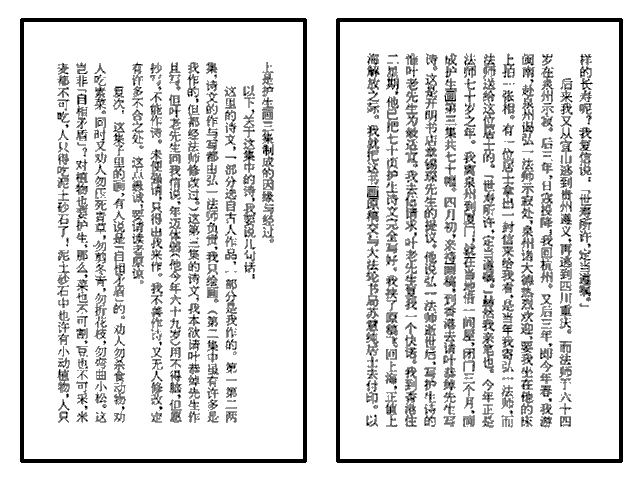 样的长寿呢?我复信说:「世寿所许,定当遵嘱。」
后来我又从宜山逃到贵州遵义,再逃到四川重庆。而法师于六十四
岁在泉州示寂。后三年,日寇投降,我回杭州。又后三年,即今年春,我游
闽南,赴泉州谒弘一法师示寂处,泉州诸大德热烈欢迎,要我坐在他的床
上拍一张相。有一位居士拿出一封信来给我看,是当年我寄弘一法师,而
法师送给这位居士的。「世寿所许,定当遵嘱。」赫然我亲笔也。今年正是
法师七十岁之年。我离泉州到厦门,就在当地借一间屋,闭门三个月,画
成护生画第三集共七十幅。四月初,亲持画稿,到香港去请叶恭绰先生写
诗。这是开明书店章锡琛先生的提议。他说弘一法师逝世后,写护生诗的
惟叶老先生为最适宜。我去信请求,叶老先生复我一个快诺。我到香港住
二星期,他已把七十页护生诗文完全写好。我挟了原稿飞回上海,正值上
海解放之际。我就把这书画原稿交与大法轮书局苏慧纯居士去付印。以
上是护生画三集制成的因缘与经过。
以下,关于这集中的诗,我要说几句话:
这里的诗文,一部分选自古人作品,一部分是我作的。第一第二两
集,诗文的作与写都由弘一法师负责,我只绘画。(第二集中虽有许多是
我作的,但都经法师修改过。)这第三集的诗文,我本欲请叶恭绰先生作
且写。但叶老先生回我信说,年迈体弱(他今年六十九岁)用不得脑,但愿
抄写,不能作诗。未便强请,只得由我来作。我不善作诗,又无人修改,定
有许多不合之处。这点愚诚,要请读者原谅。
复次,这集子里的画,有人说是「自相矛盾」的。劝人勿杀食动物,劝
人吃素菜。同时又劝人勿压死青草,勿剪冬青,勿折花枝,勿弯曲小松。这
岂非「自相矛盾」?对植物也要护生,那么,菜也不可割,豆也不可采,米
麦都不可吃,人只得吃泥土砂石了!泥土砂石中也许有小动植物,人只